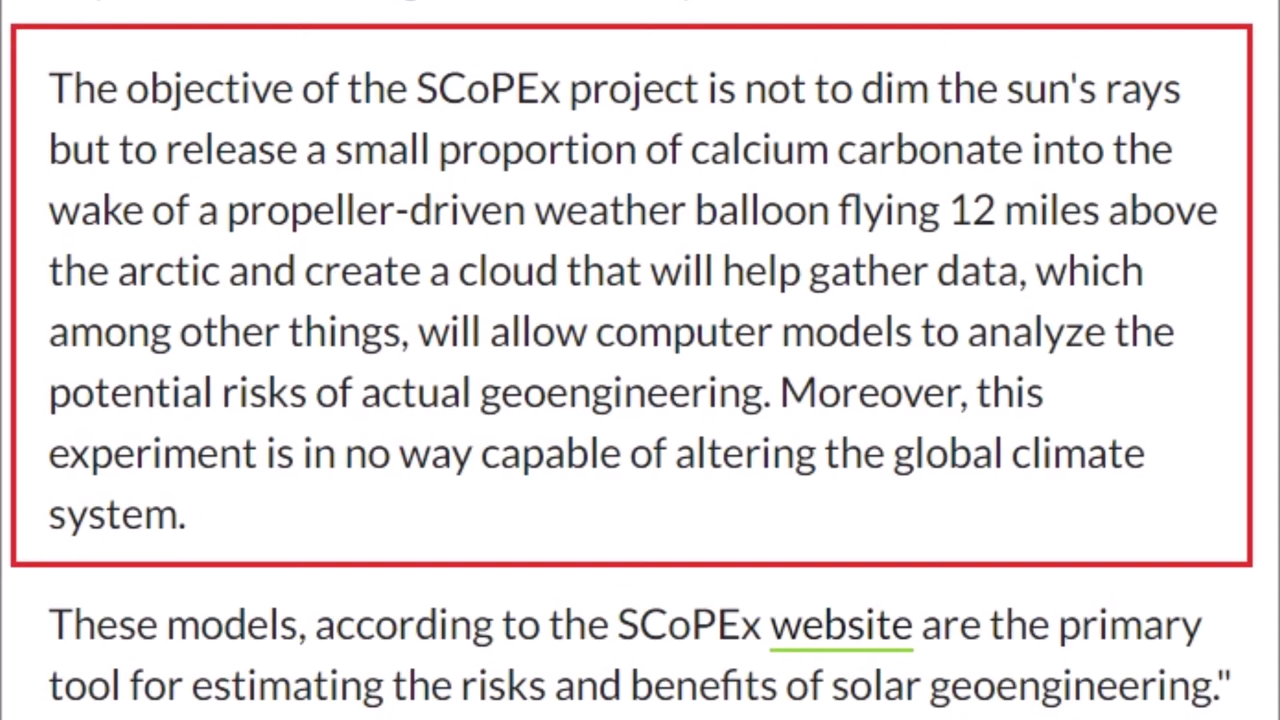 The objective of the SCoPEx project is not to dim the sun's rays
but to release a small proportion of calcium carbonate into the
wake of a propeller-driven weather balloon flying 12 miles above
the arctic and create a cloud that will help gather data, which
among other things, will allow computer models to analyze the
potential risks of actual geoengineering. Moreover, this
experiment is in no way capable of altering the global climate
system.
These models, according to the SCoPEx website are the primary
tool for estimating the risks and benefits of solar geoengineering."